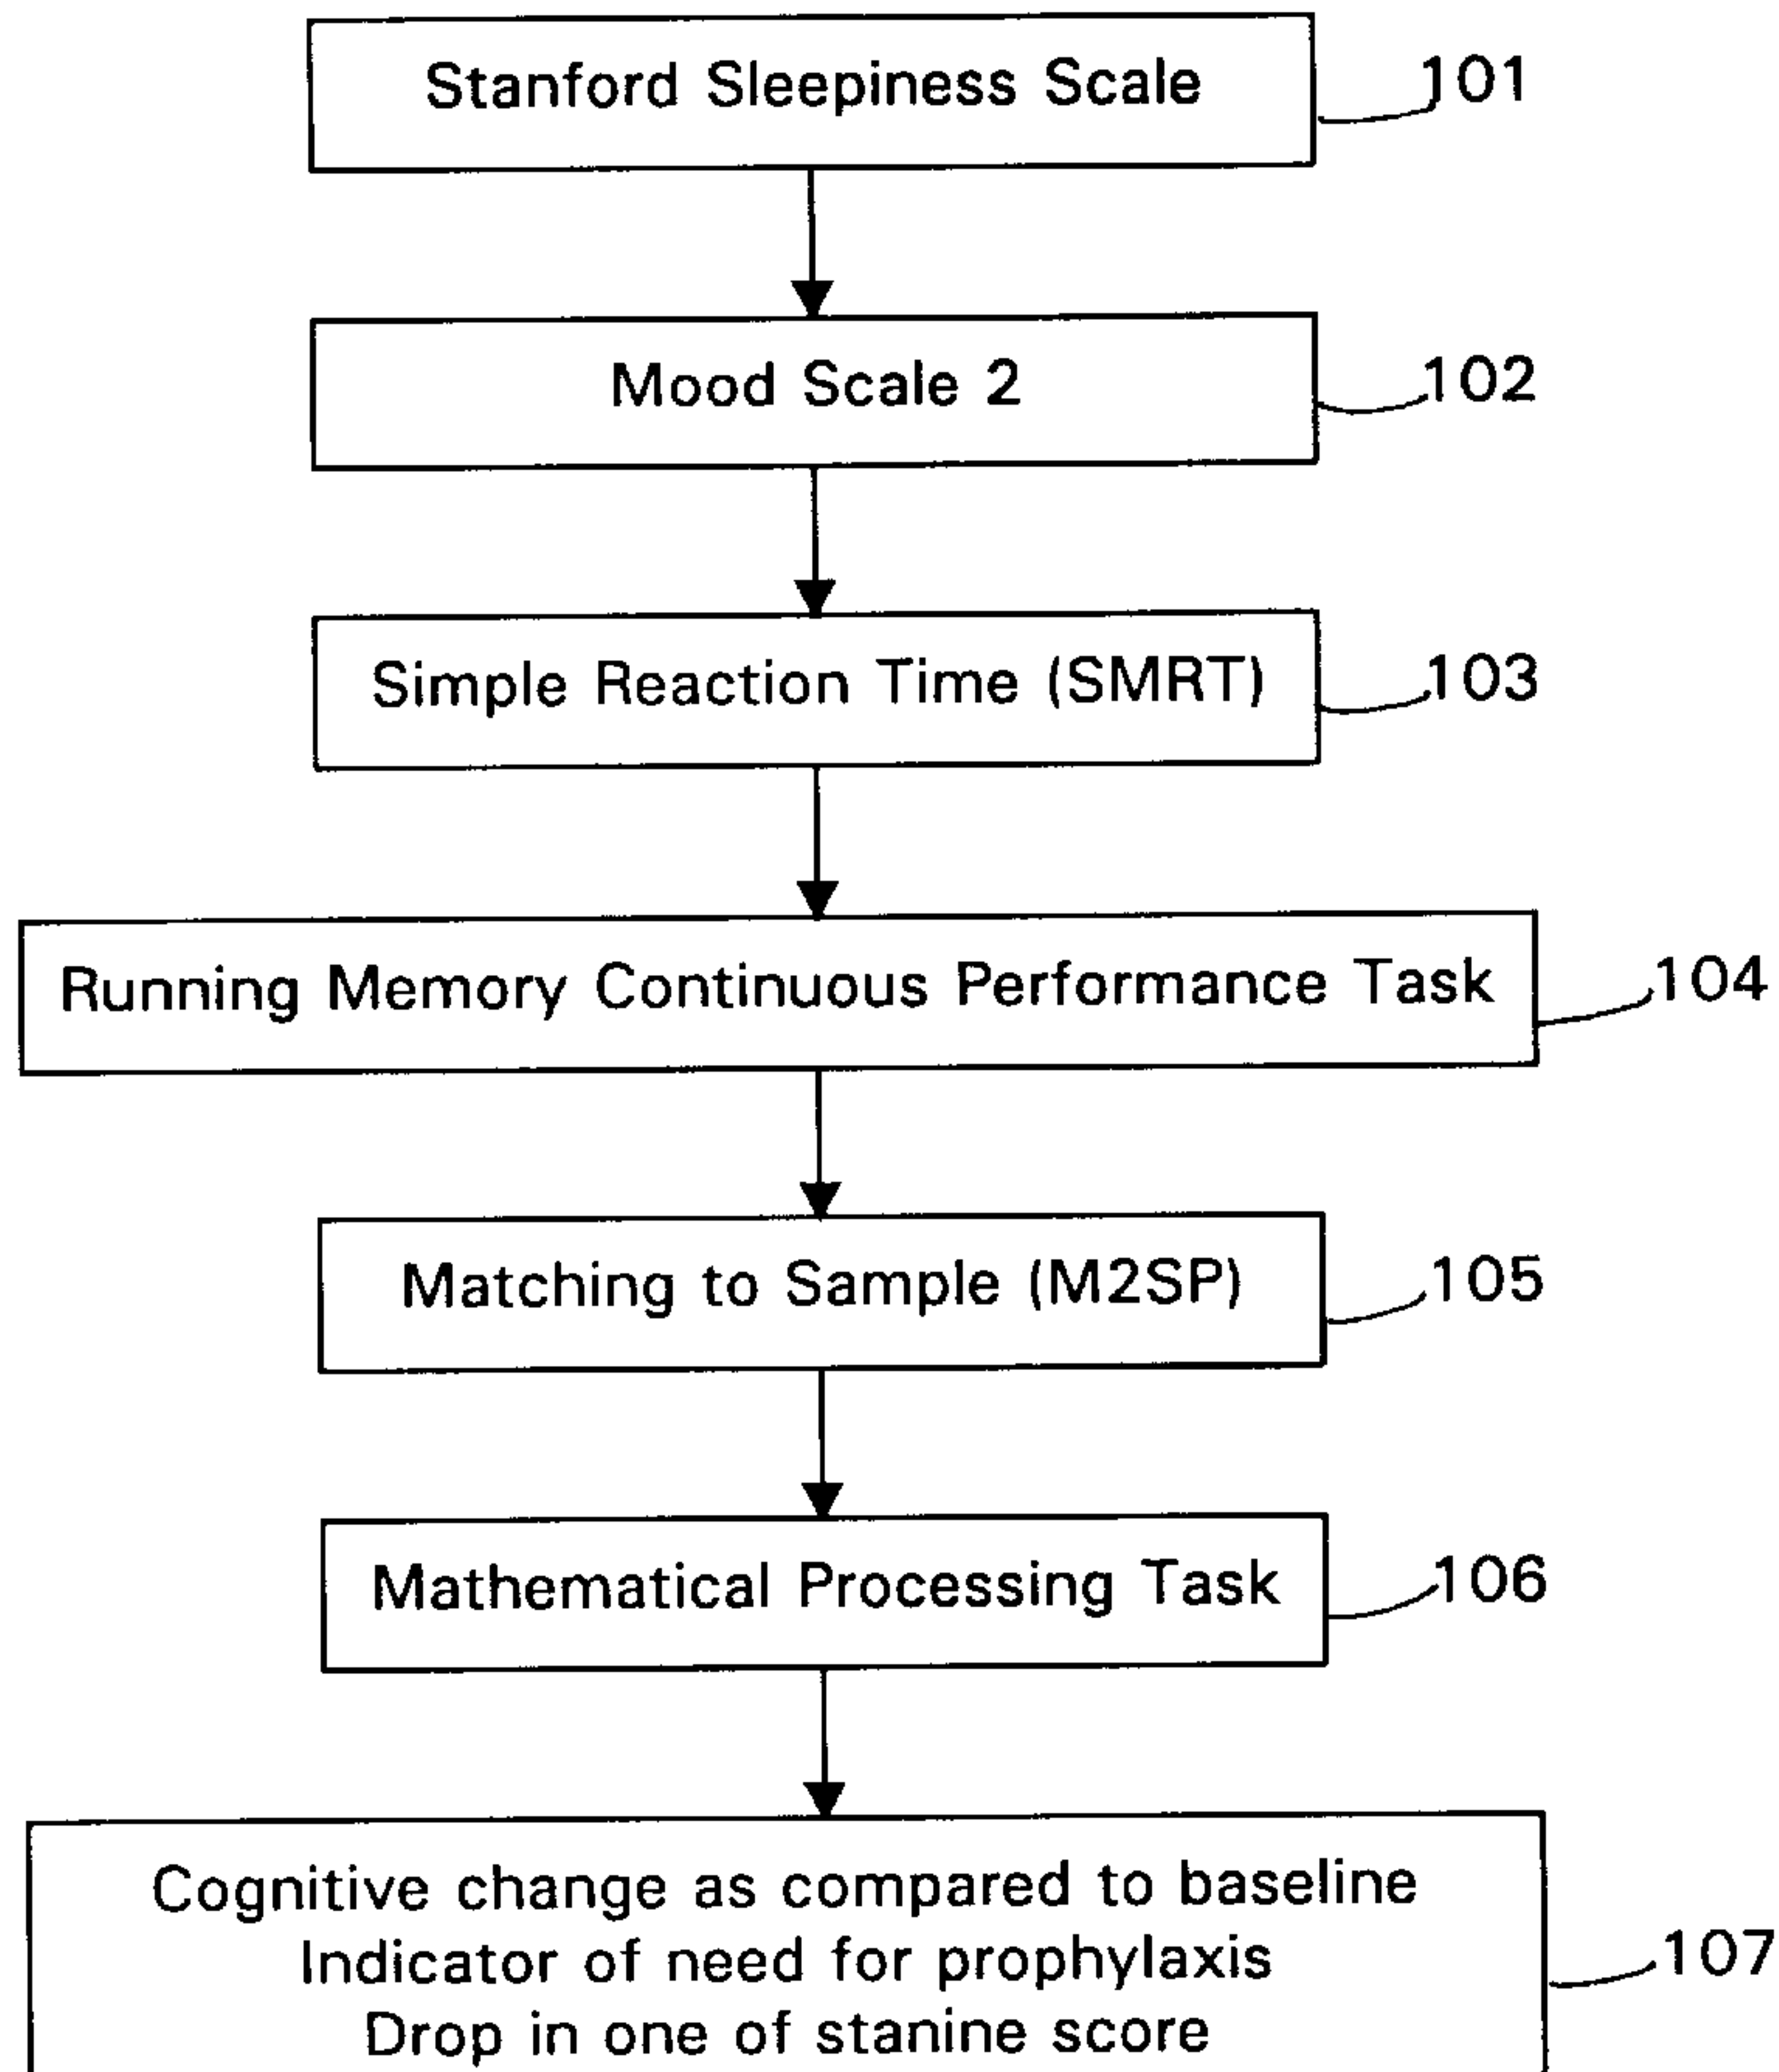 Stanford Sleepiness Scale
101
Mood Scale 2
102
Simple Reaction Time (SMRT)
103
Running Memory Continuous Performance Task
104
Matching to Sample (M2SP)
105
Mathematical Processing Task
106
Cognitive change as compared to baseline
Indicator of need for prophylaxis
107
Drop in one of stanine score